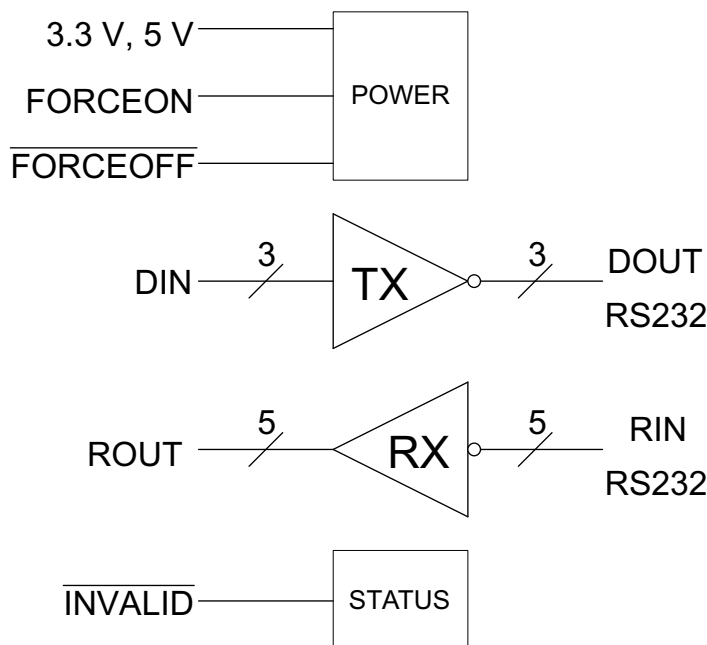 3.3 V, 5 V
POWER
FORCEON
FORCEOFF
3
3
DIN
TX
DOUT
RS232
5
5
ROUT
RX
RIN
RS232
INVALID
STATUS